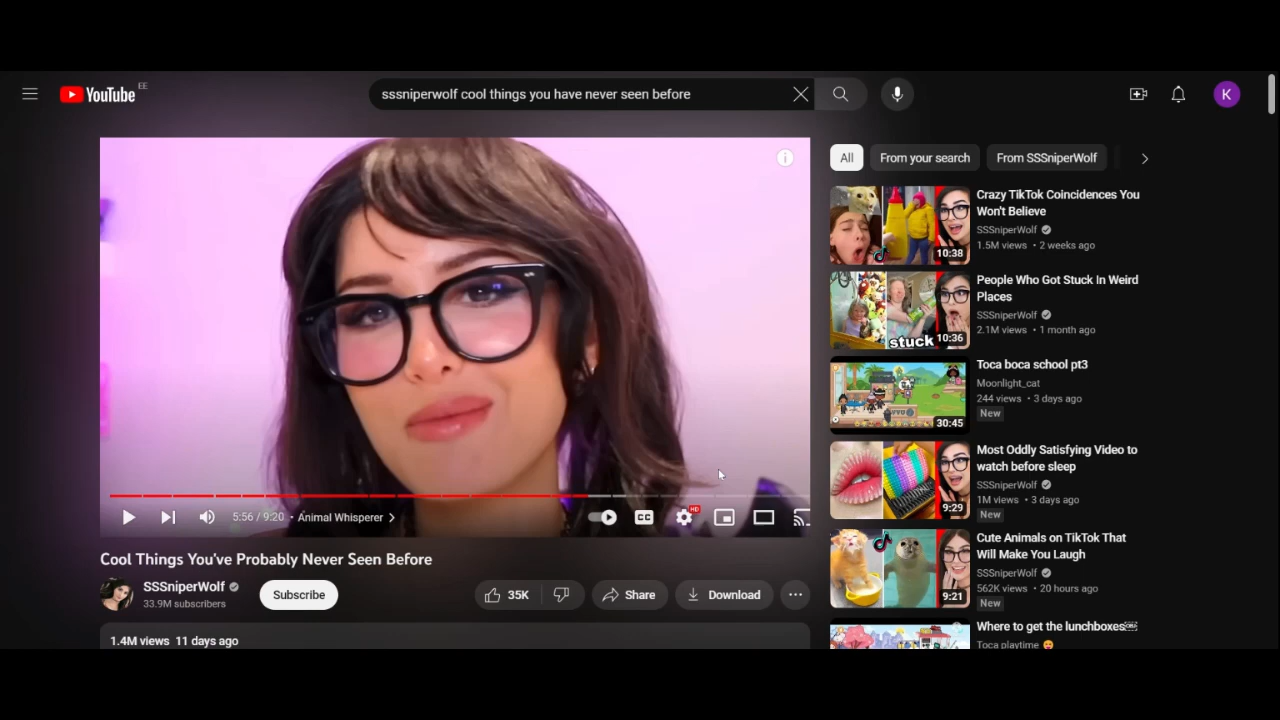 YouTube
EE
sssniperwolf cool things you have never seen before
K
All
From your search
From SSSniperWolf
Crazy TikTok Coincidences You
Won't Believe
SSSniperWolf
1.5M views • 2 weeks ago
10:38
People Who Got Stuck In Weird
Places
SSSniperWolf
2.1M views • 1 month ago
stuck
10:36
Toca boca school pt3
Moonlight_cat
244 views • 3 days ago
New
30:45
Most Oddly Satisfying Video to
watch before sleep
SSSniperWolf
1M views • 3 days ago
New
9:29
Cute Animals on TikTok That
Will Make You Laugh
SSSniperWolf
562K views • 20 hours ago
New
9:21
Where to get the lunchboxes
Toca playtime
5:56 / 9:20 • Animal Whisperer
CC
HD
Cool Things You've Probably Never Seen Before
SSSniperWolf
33.9M subscribers
Subscribe
35K
Share
Download
1.4M views 11 days ago